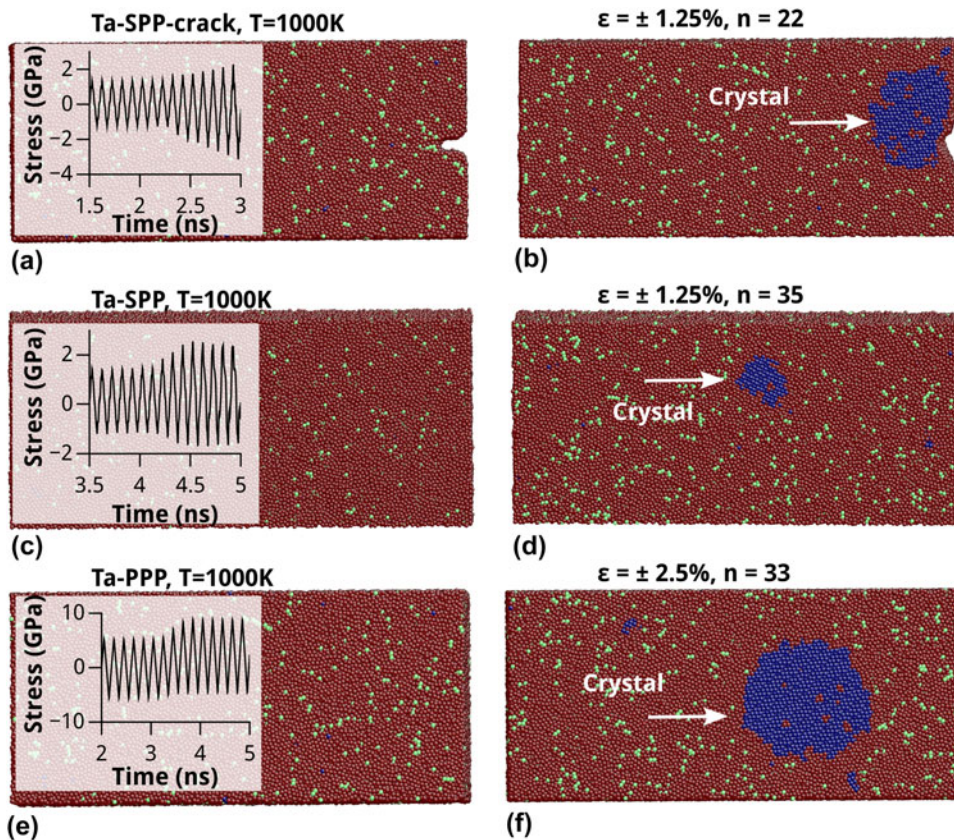 Ta-SPP-crack, T=1000K
ε = ± 1.25%, n = 22
Stress (GPa)
2
0
−2
−4
1.5 2 2.5 3
Time (ns)
Crystal
(a)
(b)
Ta-SPP, T=1000K
ε = ± 1.25%, n = 35
Stress (GPa)
2
0
−2
3.5 4 4.5 5
Time (ns)
Crystal
(c)
(d)
Ta-PPP, T=1000K
ε = ± 2.5%, n = 33
Stress (GPa)
10
0
−10
2 3 4 5
Time (ns)
Crystal
(e)
(f)